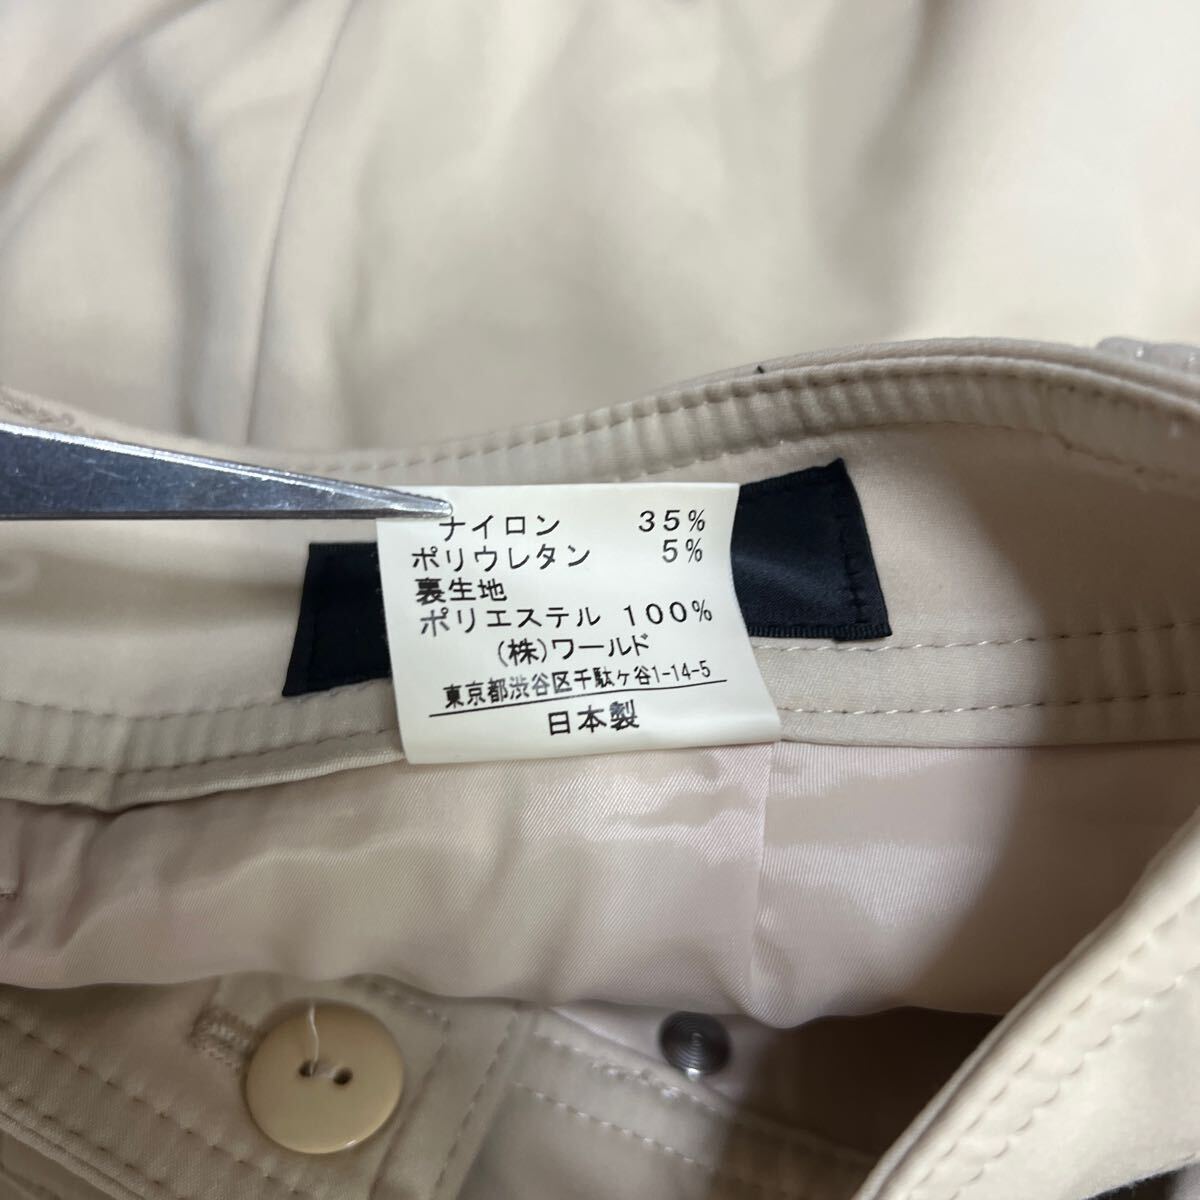 ナイロン 35%
ポリウレタン 5%
裏生地
ポリエステル 100%
(株)ワールド
東京都渋谷区千駄ヶ谷1-14-5
日本製